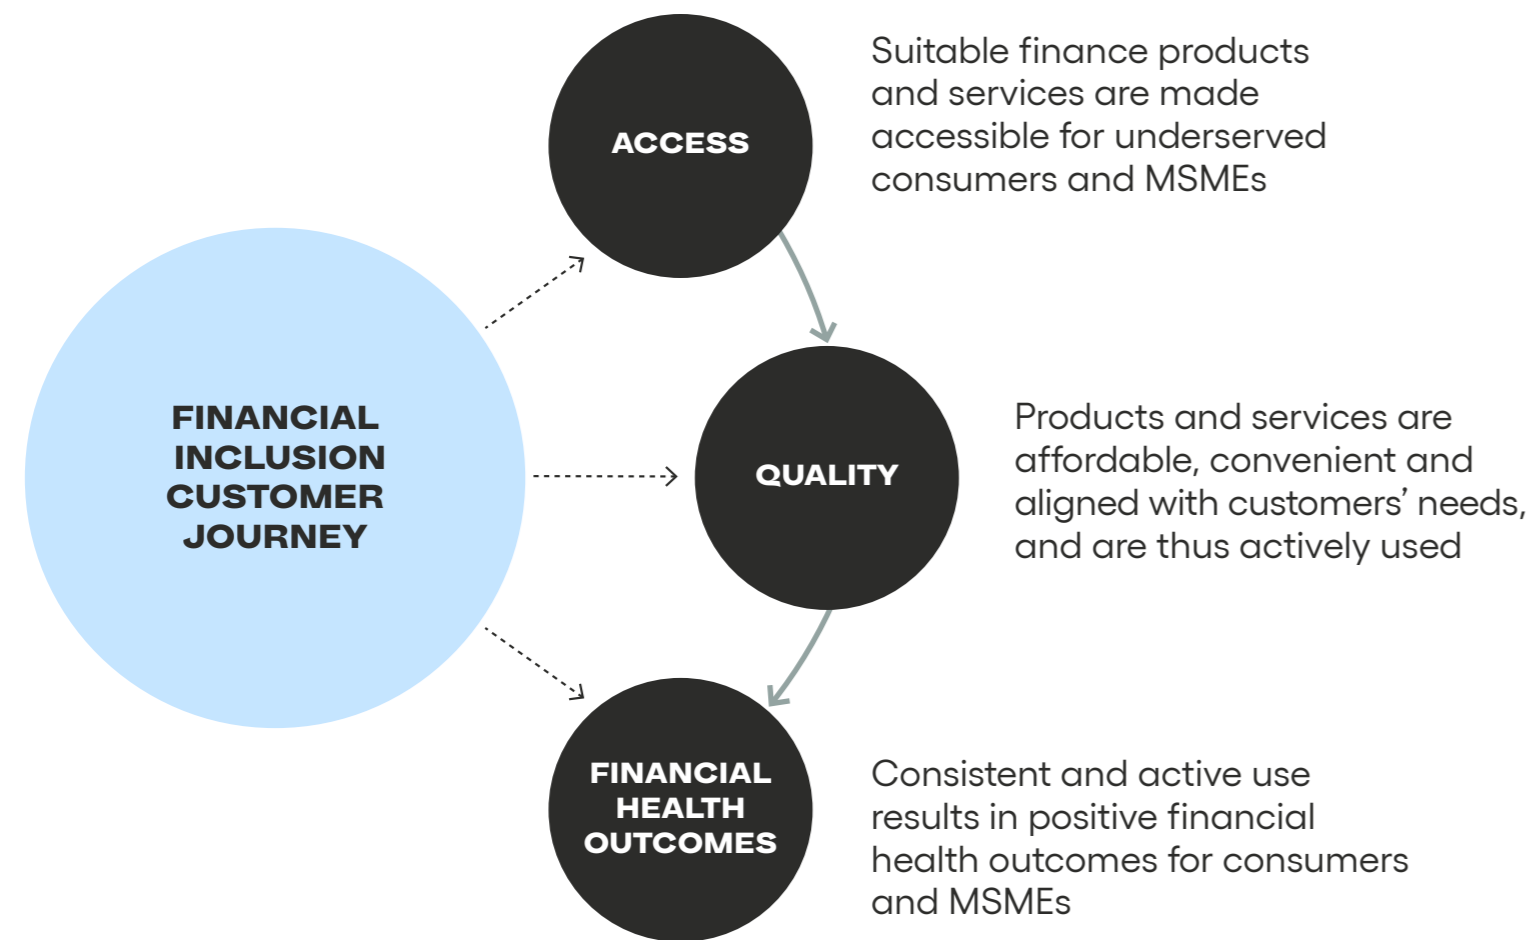 FINANCIAL
INCLUSION
CUSTOMER
JOURNEY
ACCESS
Suitable finance products
and services are made
accessible for underserved
consumers and MSMEs
QUALITY
Products and services are
affordable, convenient and
aligned with customers’ needs,
and are thus actively used
FINANCIAL
HEALTH
OUTCOMES
Consistent and active use
results in positive financial
health outcomes for consumers
and MSMEs